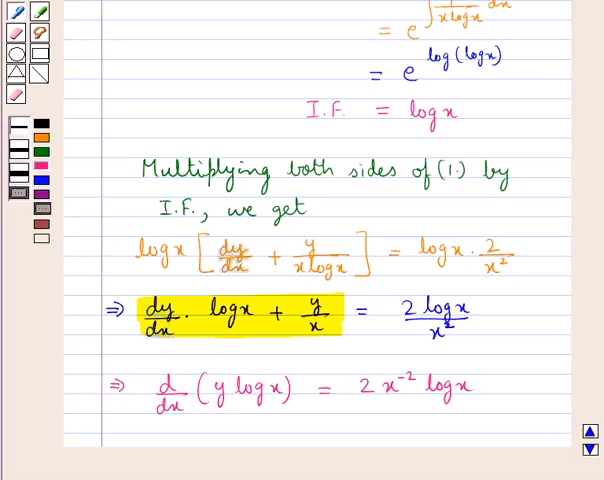 = e^{∫ 1/(x log x) dx}
= e^{log (log x)}
I.F. = log x
Multiplying both sides of (1.) by
I.F., we get
log x [ dy/dx + y/(x log x) ] = log x · 2/x²
⇒ dy/dx · log x + y/x = 2 log x/x²
⇒ d/dx (y log x) = 2 x⁻² log x